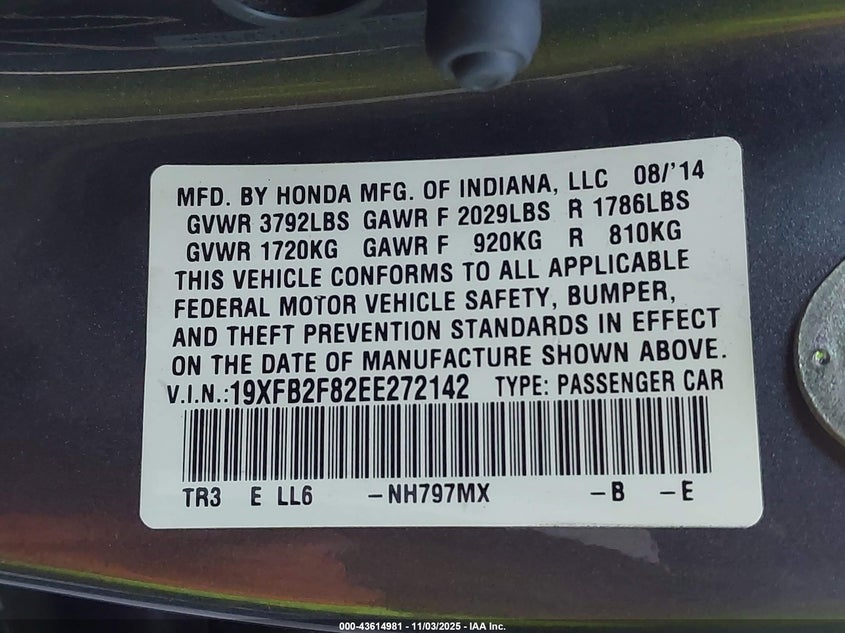 MFD. BY HONDA MFG. OF INDIANA, LLC 08/'14
GVWR 3792LBS GAWR F 2029LBS R 1786LBS
GVWR 1720KG GAWR F 920KG R 810KG
THIS VEHICLE CONFORMS TO ALL APPLICABLE
FEDERAL MOTOR VEHICLE SAFETY, BUMPER,
AND THEFT PREVENTION STANDARDS IN EFFECT
ON THE DATE OF MANUFACTURE SHOWN ABOVE.
V.I.N.:19XFB2F82EE272142 TYPE: PASSENGER CAR
TR3 E LL6 -NH797MX -B -E
000-43614981 - 11/03/2025 - IAA Inc.